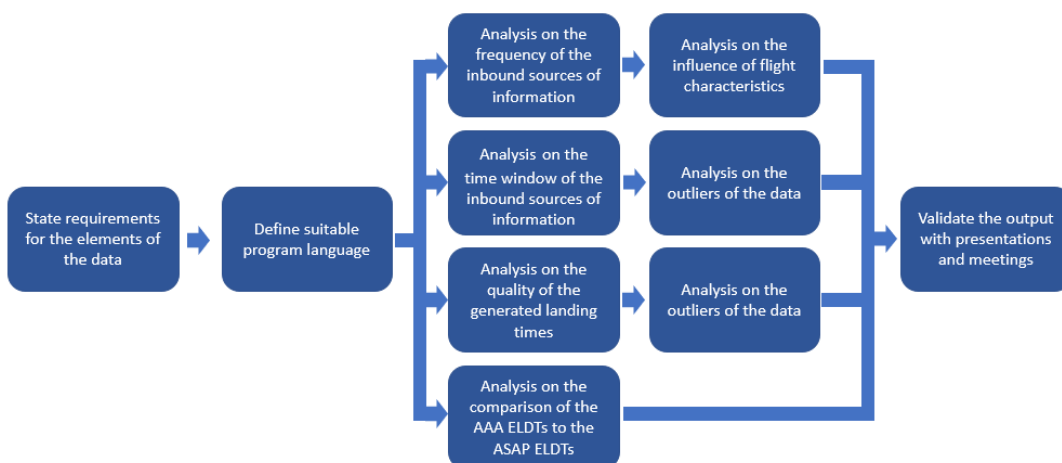 State requirements
for the elements of
the data
Define suitable
program language
Analysis on the
frequency of the
inbound sources of
information
Analysis on the
influence of flight
characteristics
Analysis on the
time window of the
inbound sources of
information
Analysis on the
outliers of the data
Analysis on the
quality of the
generated landing
times
Analysis on the
outliers of the data
Analysis on the
comparison of the
AAA ELDTs to the
ASAP ELDTs
Validate the output
with presentations
and meetings